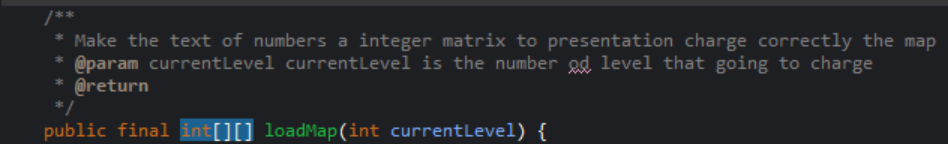 /**
* Make the text of numbers a integer matrix to presentation charge correctly the map
* @param currentLevel currentLevel is the number od level that going to charge
* @return
*/
public final int[][] loadMap(int currentLevel) {